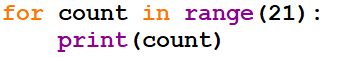 for count in range(21):
    print(count)